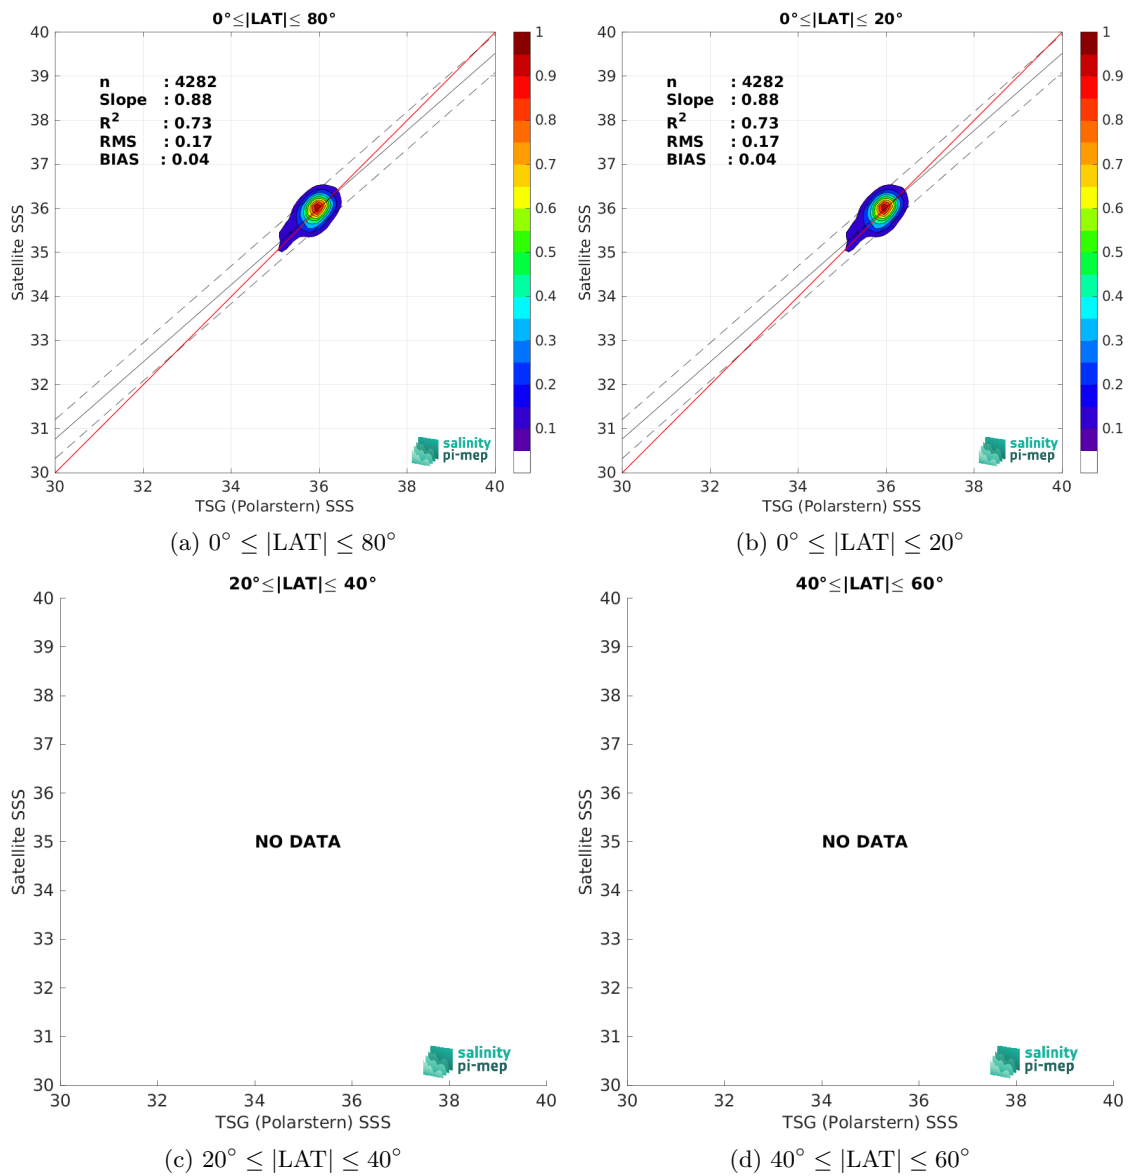 0°≤|LAT|≤ 80°
40
39
38
37
36
35
34
33
32
31
30
Satellite SSS
n : 4282
Slope : 0.88
R² : 0.73
RMS : 0.17
BIAS : 0.04
salinity
pi-mep
30 32 34 36 38 40
TSG (Polarstern) SSS
1
0.9
0.8
0.7
0.6
0.5
0.4
0.3
0.2
0.1
(a) 0° ≤ |LAT| ≤ 80°
0°≤|LAT|≤ 20°
40
39
38
37
36
35
34
33
32
31
30
Satellite SSS
n : 4282
Slope : 0.88
R² : 0.73
RMS : 0.17
BIAS : 0.04
salinity
pi-mep
30 32 34 36 38 40
TSG (Polarstern) SSS
1
0.9
0.8
0.7
0.6
0.5
0.4
0.3
0.2
0.1
(b) 0° ≤ |LAT| ≤ 20°
20°≤|LAT|≤ 40°
40
39
38
37
36
35
34
33
32
31
30
Satellite SSS
NO DATA
salinity
pi-mep
30 32 34 36 38 40
TSG (Polarstern) SSS
(c) 20° ≤ |LAT| ≤ 40°
40°≤|LAT|≤ 60°
40
39
38
37
36
35
34
33
32
31
30
Satellite SSS
NO DATA
salinity
pi-mep
30 32 34 36 38 40
TSG (Polarstern) SSS
(d) 40° ≤ |LAT| ≤ 60°